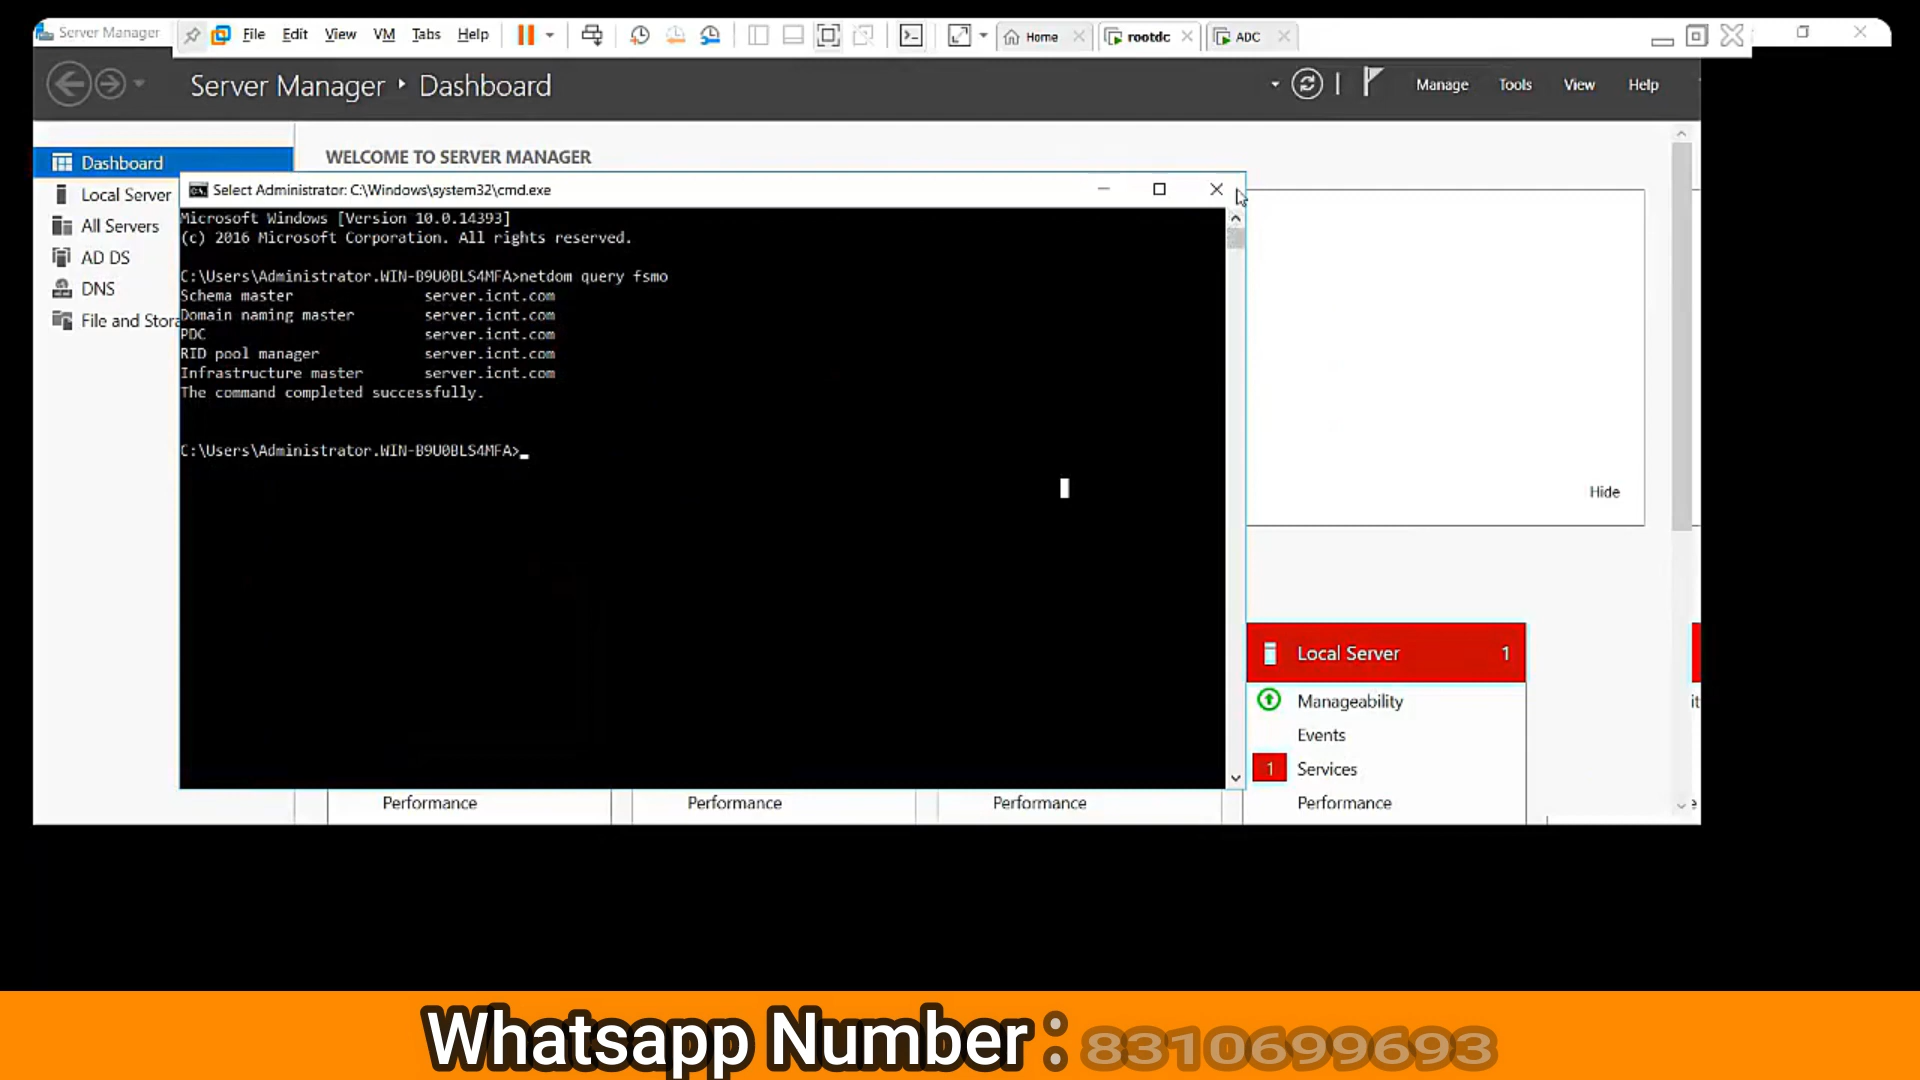 Server Manager
File Edit View VM Tabs Help
Home
rootdc
ADC
Server Manager Dashboard
Manage Tools View Help
Dashboard
Local Server
All Servers
AD DS
DNS
File and Stora
WELCOME TO SERVER MANAGER
Select Administrator: C:\Windows\system32\cmd.exe
Microsoft Windows [Version 10.0.14393]
(c) 2016 Microsoft Corporation. All rights reserved.
C:\Users\Administrator.WIN-B9U0BLS4MFA>netdom query fsmo
Schema master server.icnt.com
Domain naming master server.icnt.com
PDC server.icnt.com
RID pool manager server.icnt.com
Infrastructure master server.icnt.com
The command completed successfully.
C:\Users\Administrator.WIN-B9U0BLS4MFA>
Hide
Local Server 1
Manageability
Events
1 Services
Performance Performance Performance Performance
Whatsapp Number : 8310699693